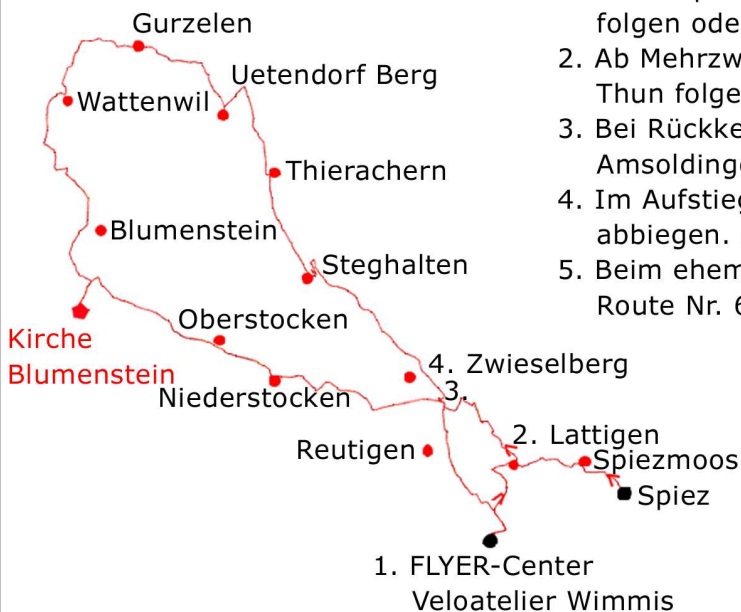 Gurzelen
Uetendorf Berg
Wattenwil
Thierachern
Blumenstein
Steghalten
Oberstocken
Kirche
Blumenstein
Niederstocken
4. Zwieselberg
3.
Reutigen
2. Lattigen
Spiezmoos
Spiez
1. FLYER-Center
Veloatelier Wimmis
folgen ode
2. Ab Mehrzw
Thun folge
3. Bei Rückke
Amsoldinge
4. Im Aufstieg
abbiegen.
5. Beim ehem
Route Nr. 6